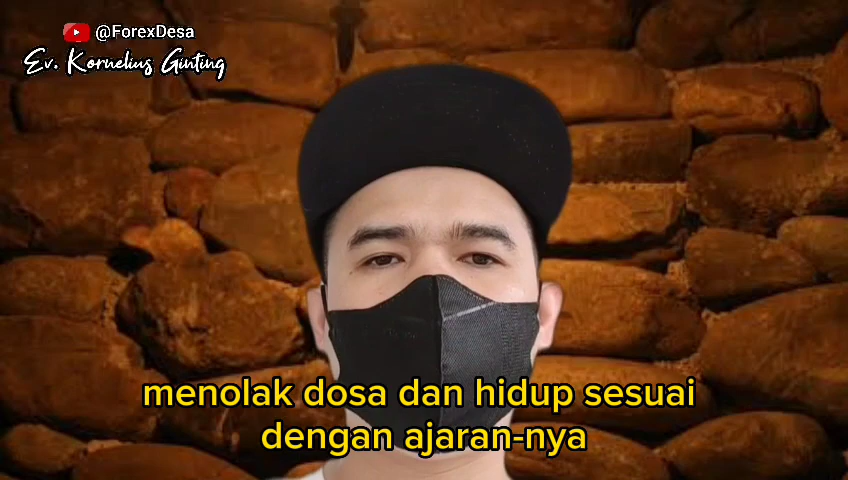 @ForexDesa
Ev. Kornelius Ginting
menolak dosa dan hidup sesuai
dengan ajaran-nya